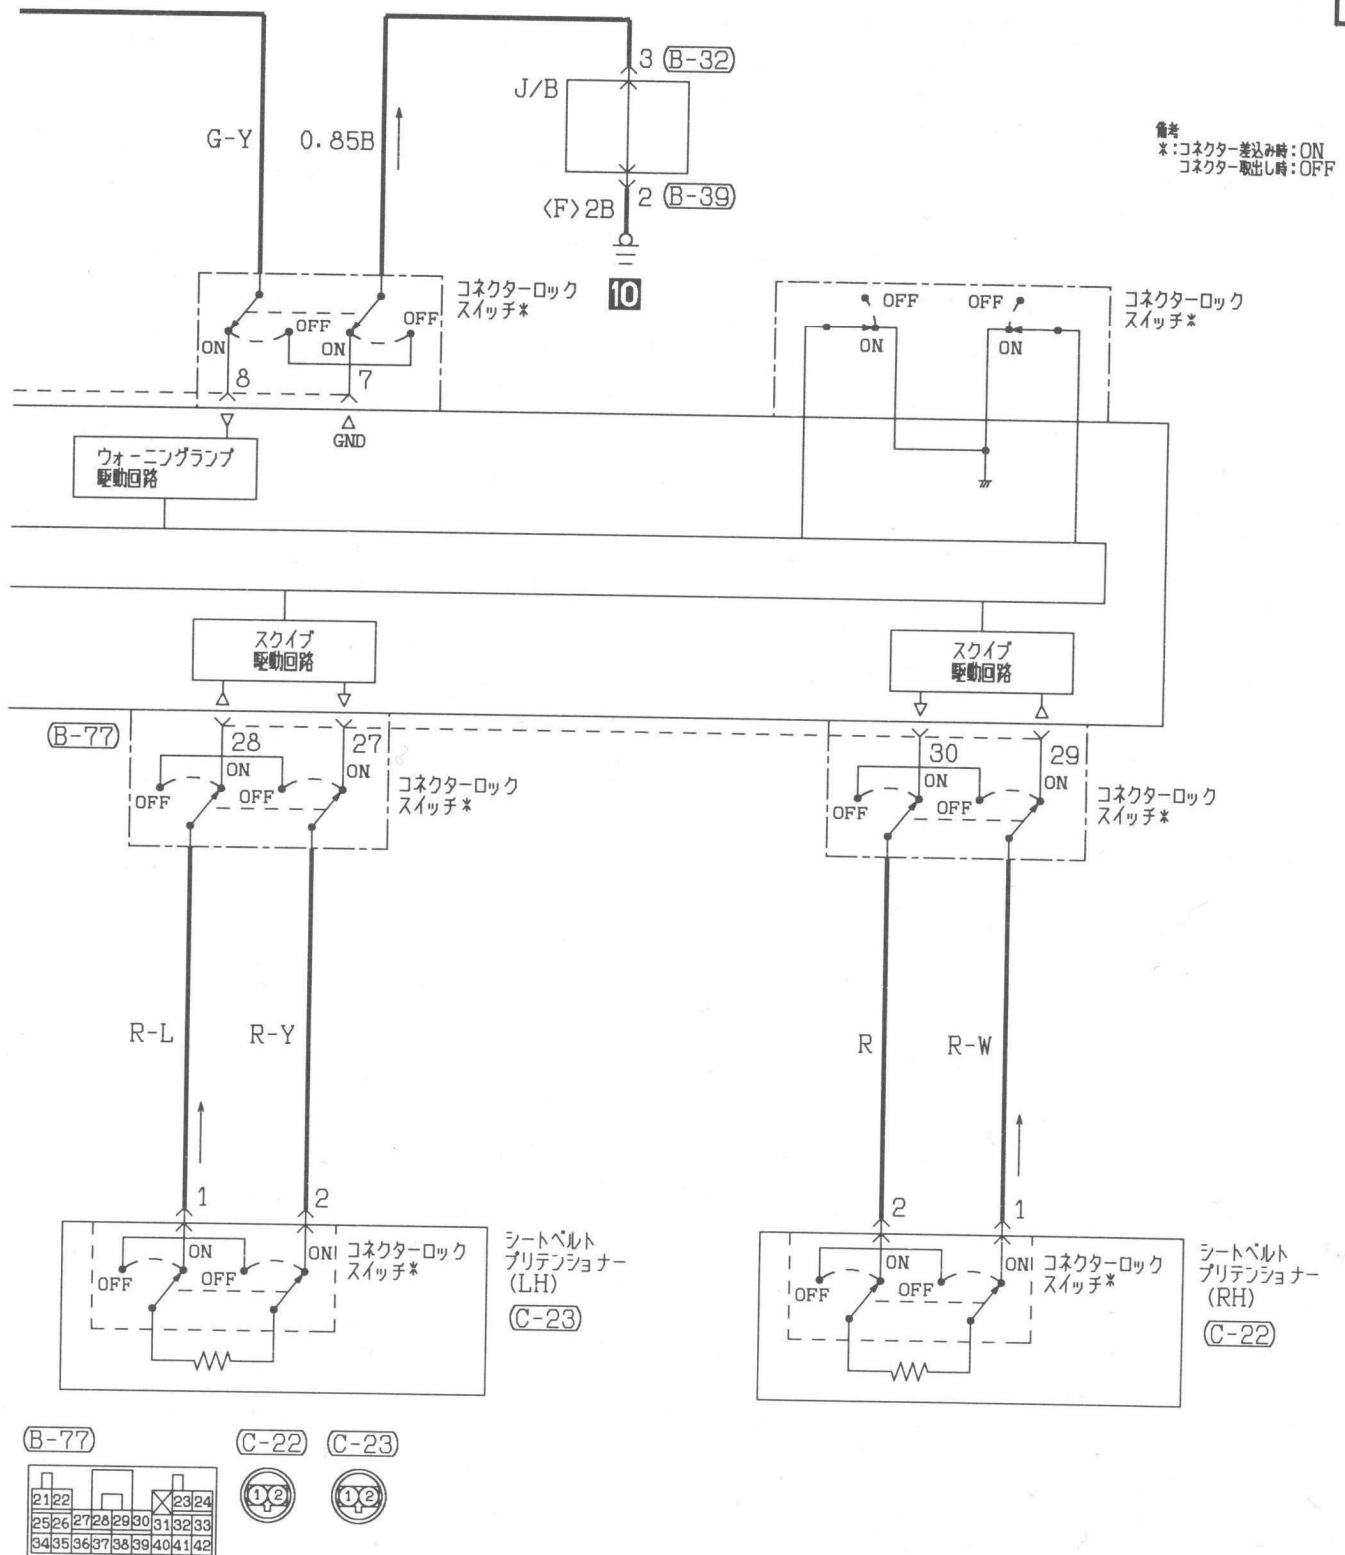 3 (B-32)
J/B
G-Y
0.85B
備考
*:コネクター差込み時:ON
コネクター取出し時:OFF
2 (B-39)
〈F〉2B
10
コネクターロック
スイッチ*
OFF
OFF
ON
ON
8
7
GND
OFF
OFF
コネクターロック
スイッチ*
ON
ON
ウォーニングランプ
駆動回路
スクイブ
駆動回路
スクイブ
駆動回路
(B-77)
28
27
ON
ON
OFF
OFF
コネクターロック
スイッチ*
30
29
ON
ON
OFF
OFF
コネクターロック
スイッチ*
R-L
R-Y
R
R-W
1
2
2
1
ON
ON
OFF
OFF
コネクターロック
スイッチ*
シートベルト
プリテンショナー
(LH)
(C-23)
ON
ON
OFF
OFF
コネクターロック
スイッチ*
シートベルト
プリテンショナー
(RH)
(C-22)
(B-77)
(C-22)
(C-23)
21 22 23 24
25 26 27 28 29 30 31 32 33
34 35 36 37 38 39 40 41 42
1 2
1 2